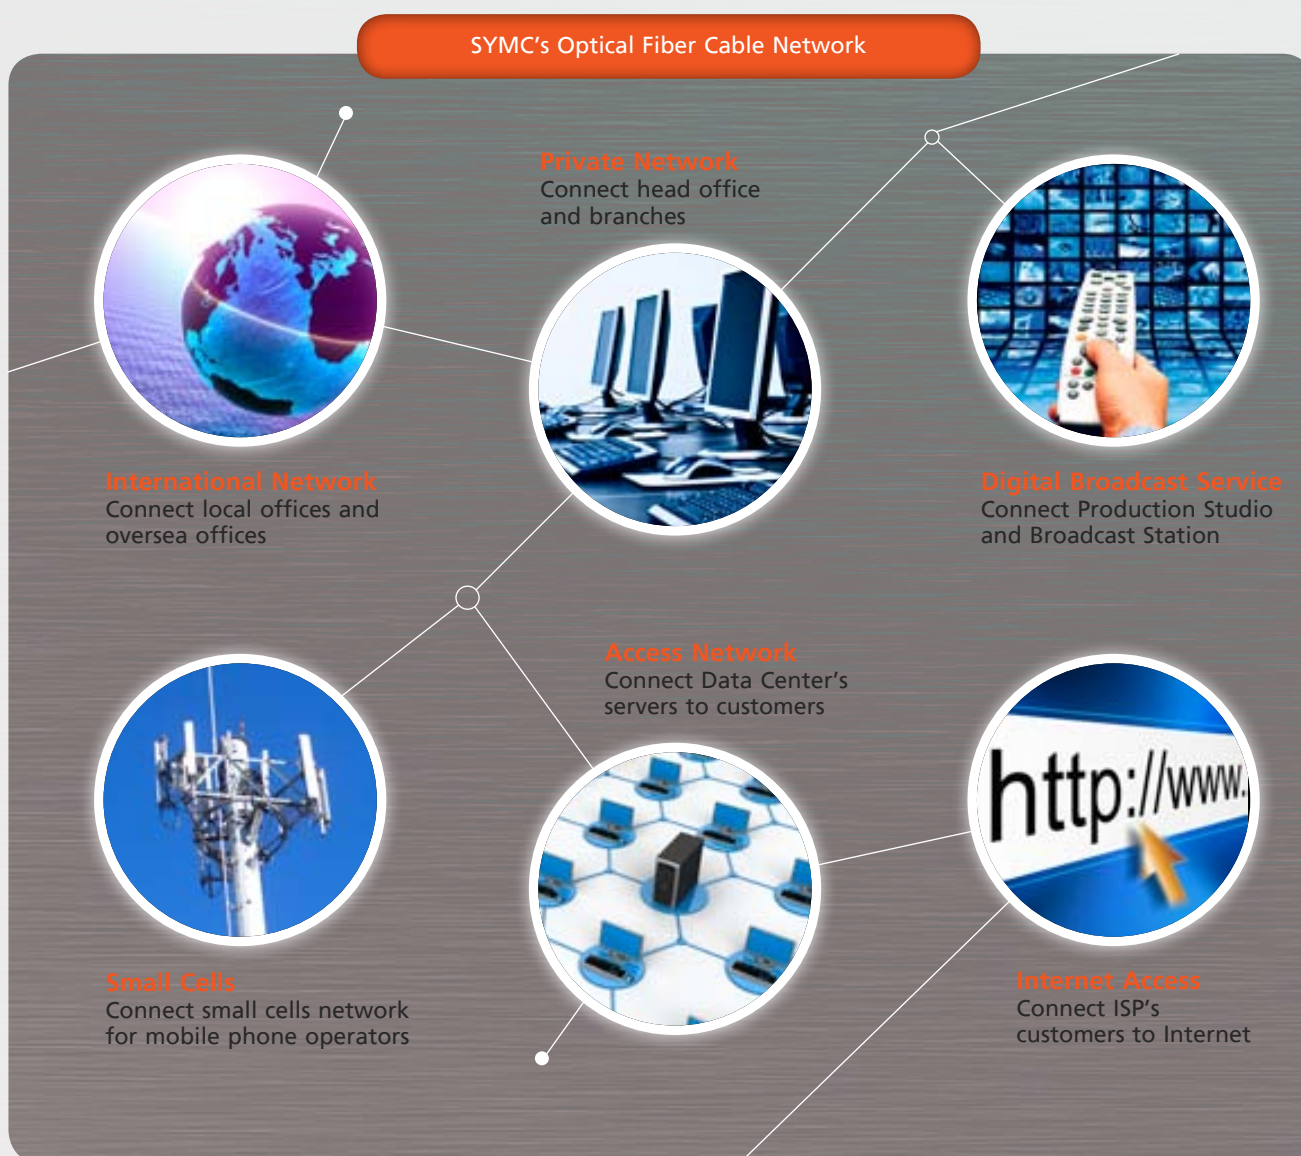 SYMC’s Optical Fiber Cable Network
Private Network
Connect head office
and branches
International Network
Connect local offices and
oversea offices
Digital Broadcast Service
Connect Production Studio
and Broadcast Station
Access Network
Connect Data Center’s
servers to customers
http://www.
Small Cells
Connect small cells network
for mobile phone operators
Internet Access
Connect ISP’s
customers to Internet